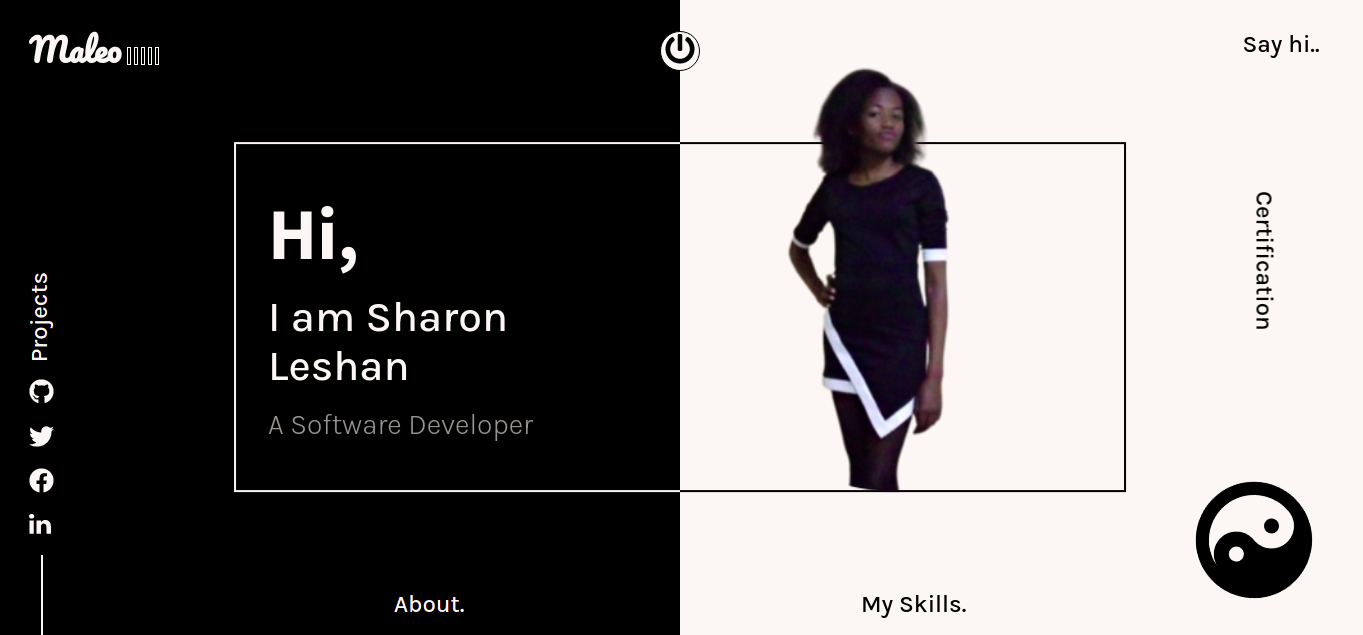 Maleo
Say hi..
Projects
Hi,
I am Sharon
Leshan
A Software Developer
Certification
About.
My Skills.